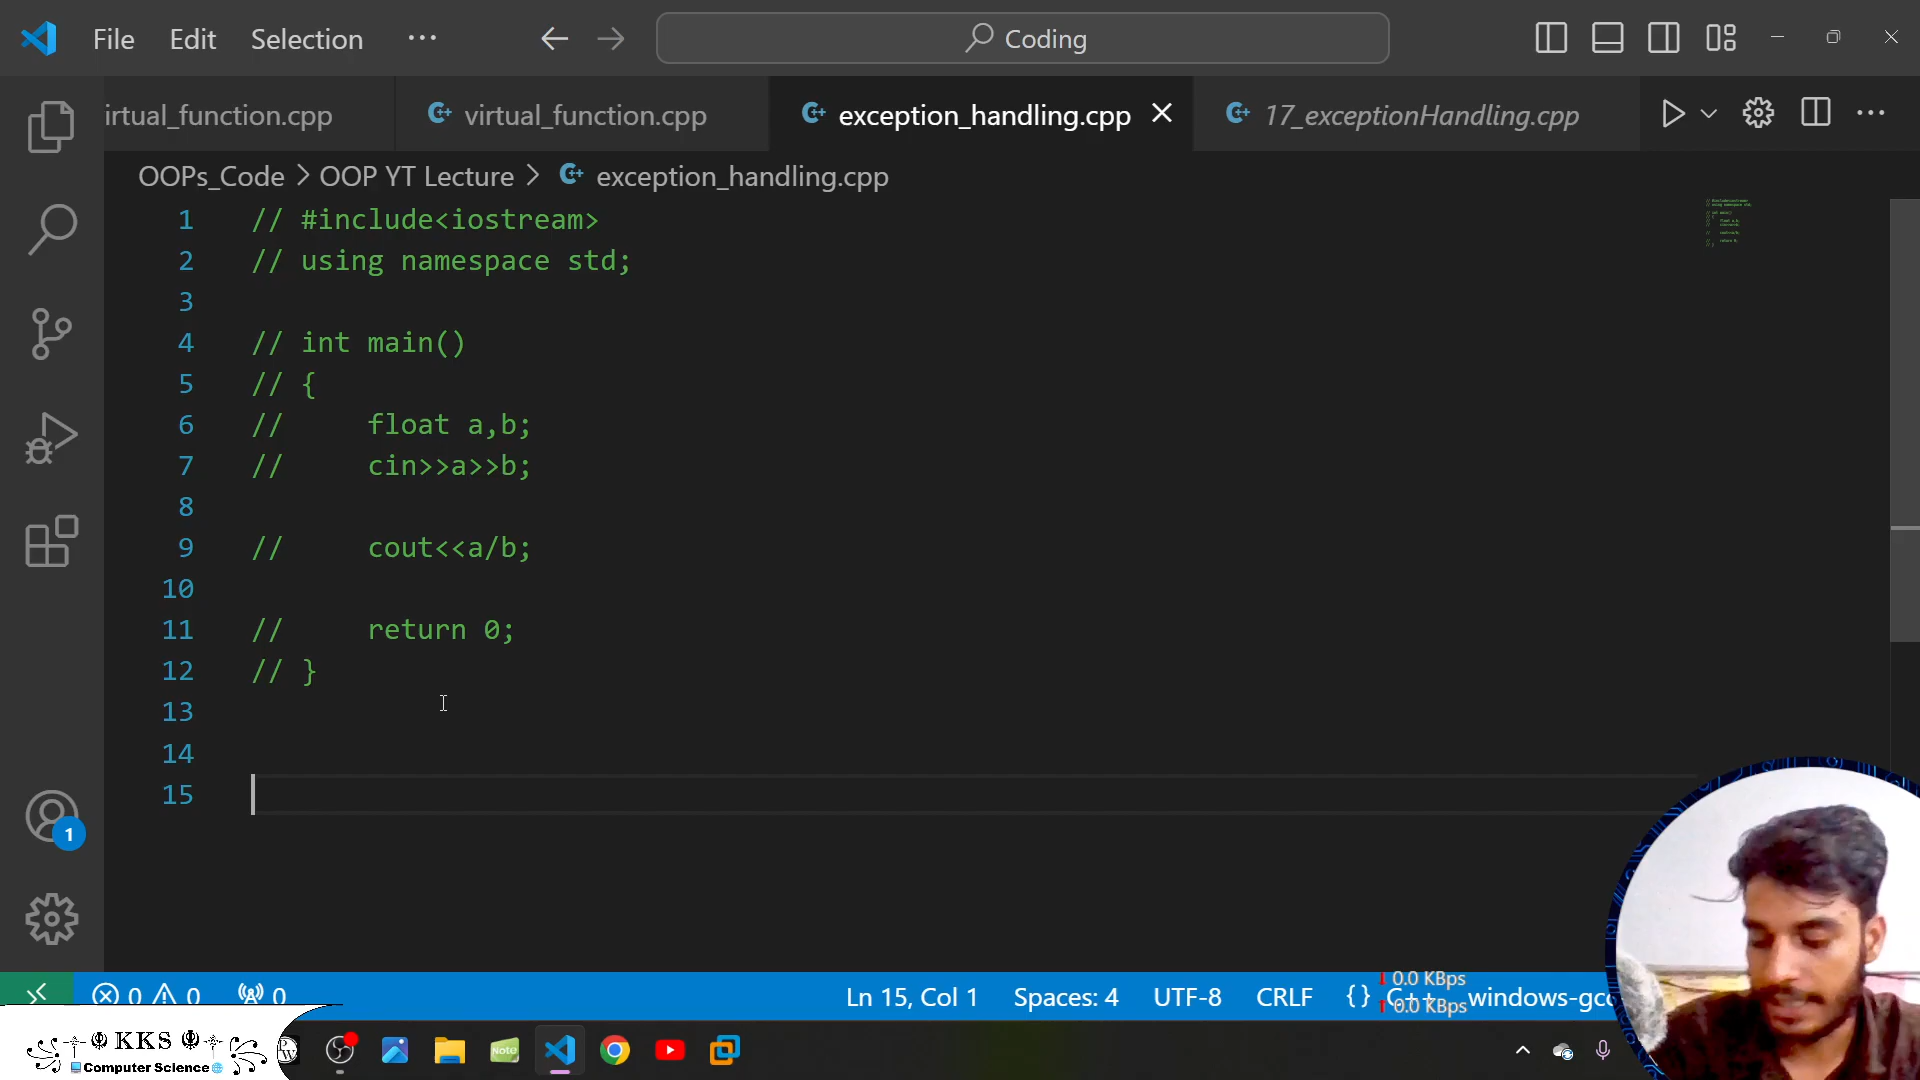 File Edit Selection ··· Coding
irtual_function.cpp virtual_function.cpp exception_handling.cpp 17_exceptionHandling.cpp
OOPs_Code > OOP YT Lecture > exception_handling.cpp
1 // #include<iostream>
2 // using namespace std;
3
4 // int main()
5 // {
6 //     float a,b;
7 //     cin>>a>>b;
8
9 //     cout<<a/b;
10
11 //     return 0;
12 // }
13
14
15
1
0 0 0 Ln 15, Col 1 Spaces: 4 UTF-8 CRLF {} C++ windows-gcc
0.0 KBps
0.0 KBps
KKS
Computer Science
PW
Note